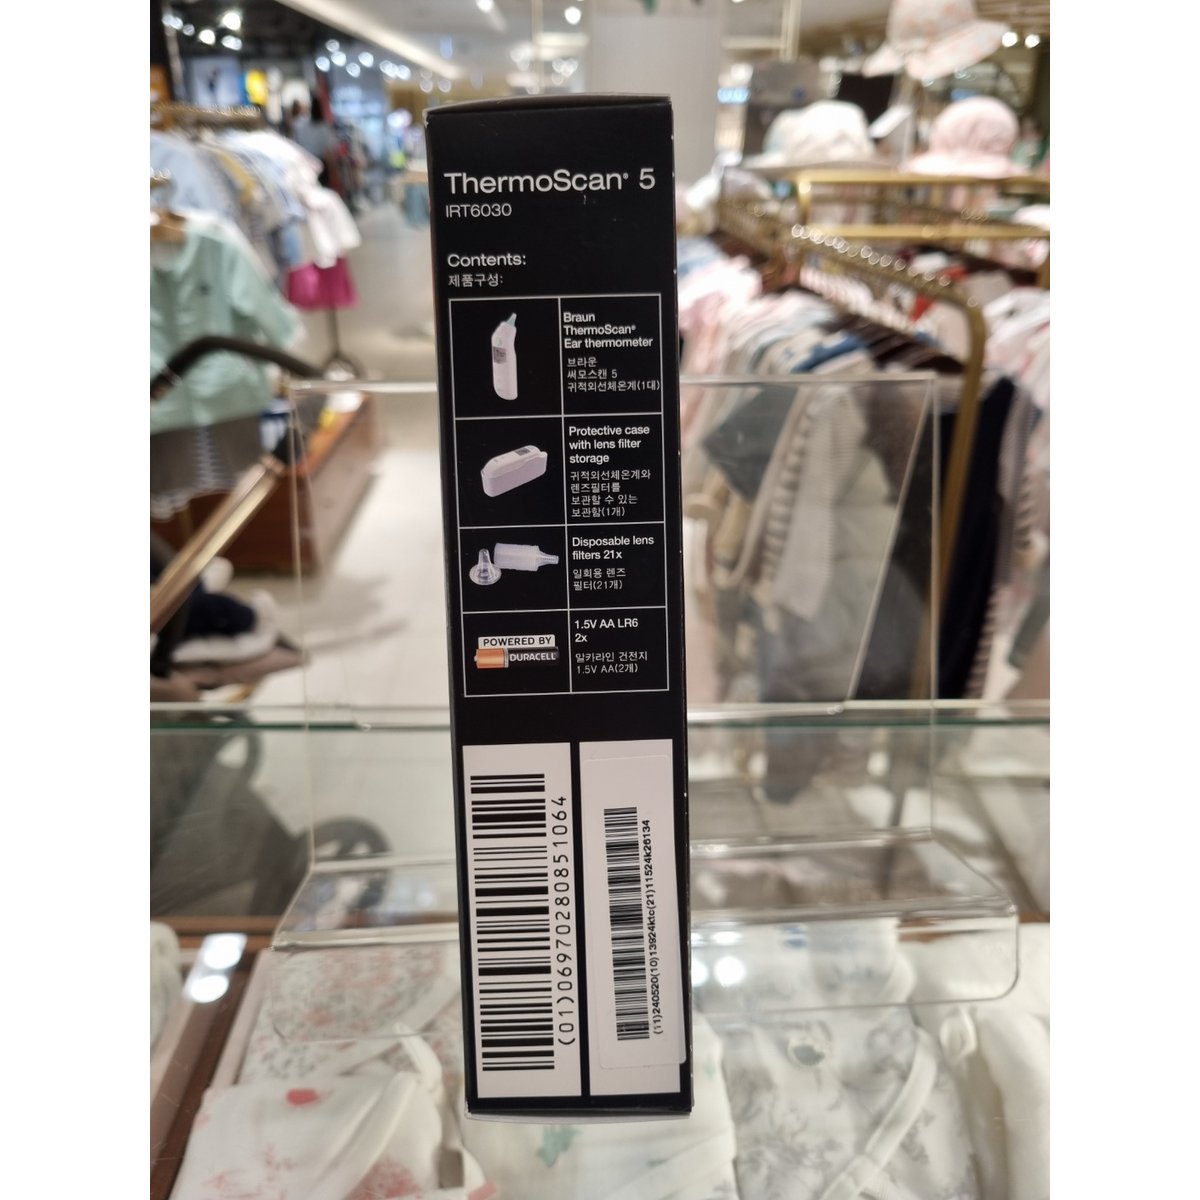 ThermoScan® 5
IRT6030
Contents:
제품구성:
Braun
ThermoScan®
Ear thermometer
브라운
써모스캔 5
귀적외선체온계(1대)
Protective case
with lens filter
storage
귀적외선체온계와
렌즈필터를
보관할 수 있는
보관함(1개)
Disposable lens
filters 21x
일회용 렌즈
필터(21개)
POWERED BY
DURACELL
1.5V AA LR6
2x
알카라인 건전지
1.5V AA(2개)
(01)06970280851064
(11)240520(10)13924ktc(21)11524k26134